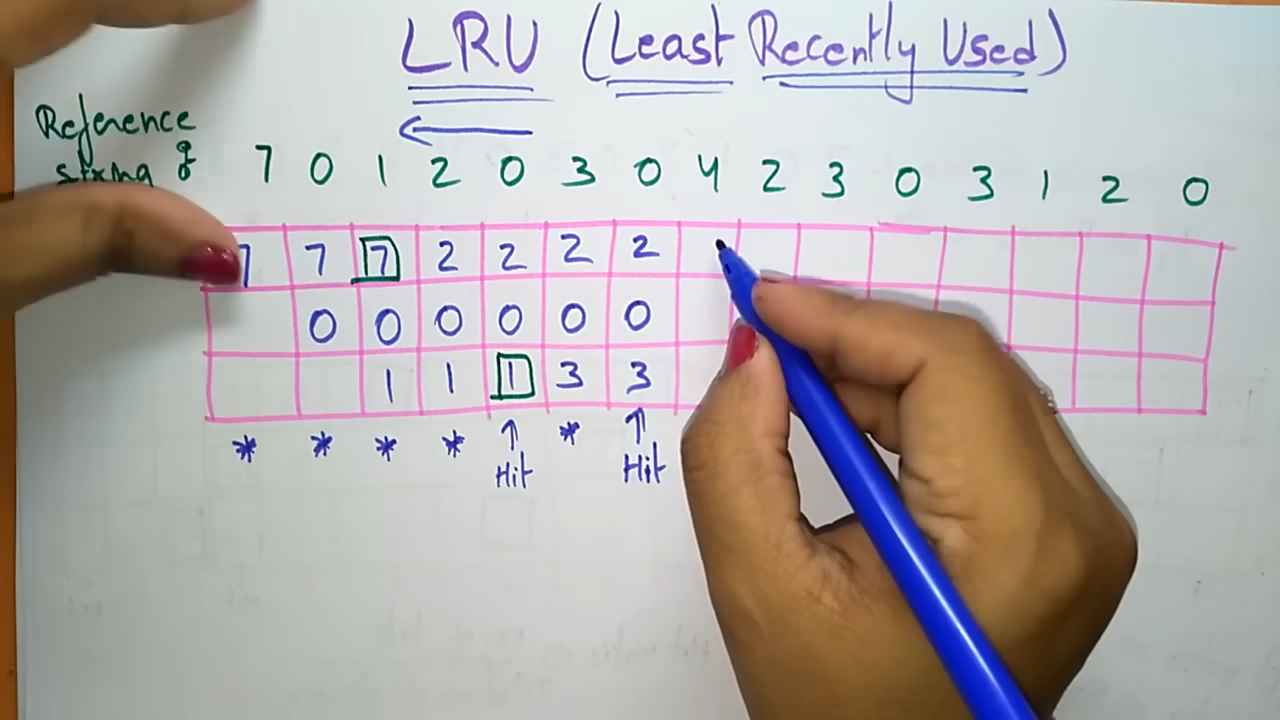 LRU (Least Recently Used)
Reference
string of 7 0 1 2 0 3 0 4 2 3 0 3 1 2 0
7 7 7 2 2 2 2
0 0 0 0 0 0
1 1 1 3 3
* * * * ↑ * ↑
Hit Hit